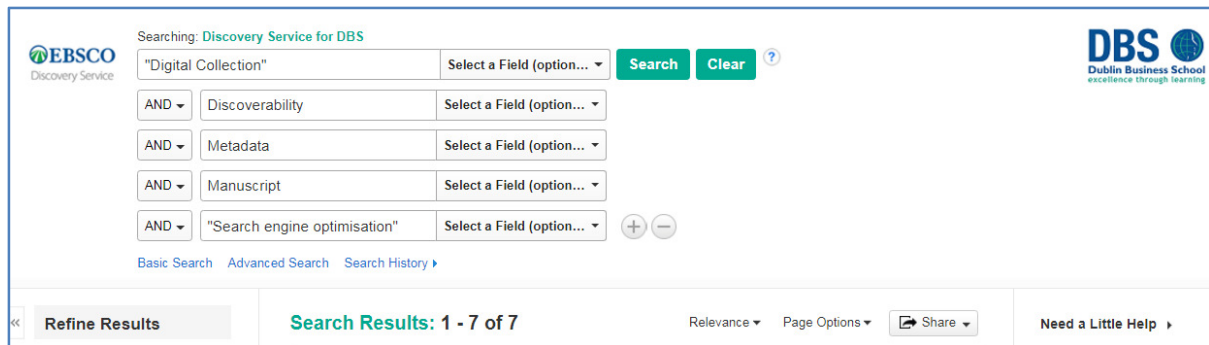 Searching: Discovery Service for DBS
EBSCO
Discovery Service
"Digital Collection" Select a Field (option... Search Clear ?
DBS
Dublin Business School
excellence through learning
AND Discoverability Select a Field (option...
AND Metadata Select a Field (option...
AND Manuscript Select a Field (option...
AND "Search engine optimisation" Select a Field (option...
Basic Search Advanced Search Search History
« Refine Results Search Results: 1 - 7 of 7 Relevance Page Options Share Need a Little Help